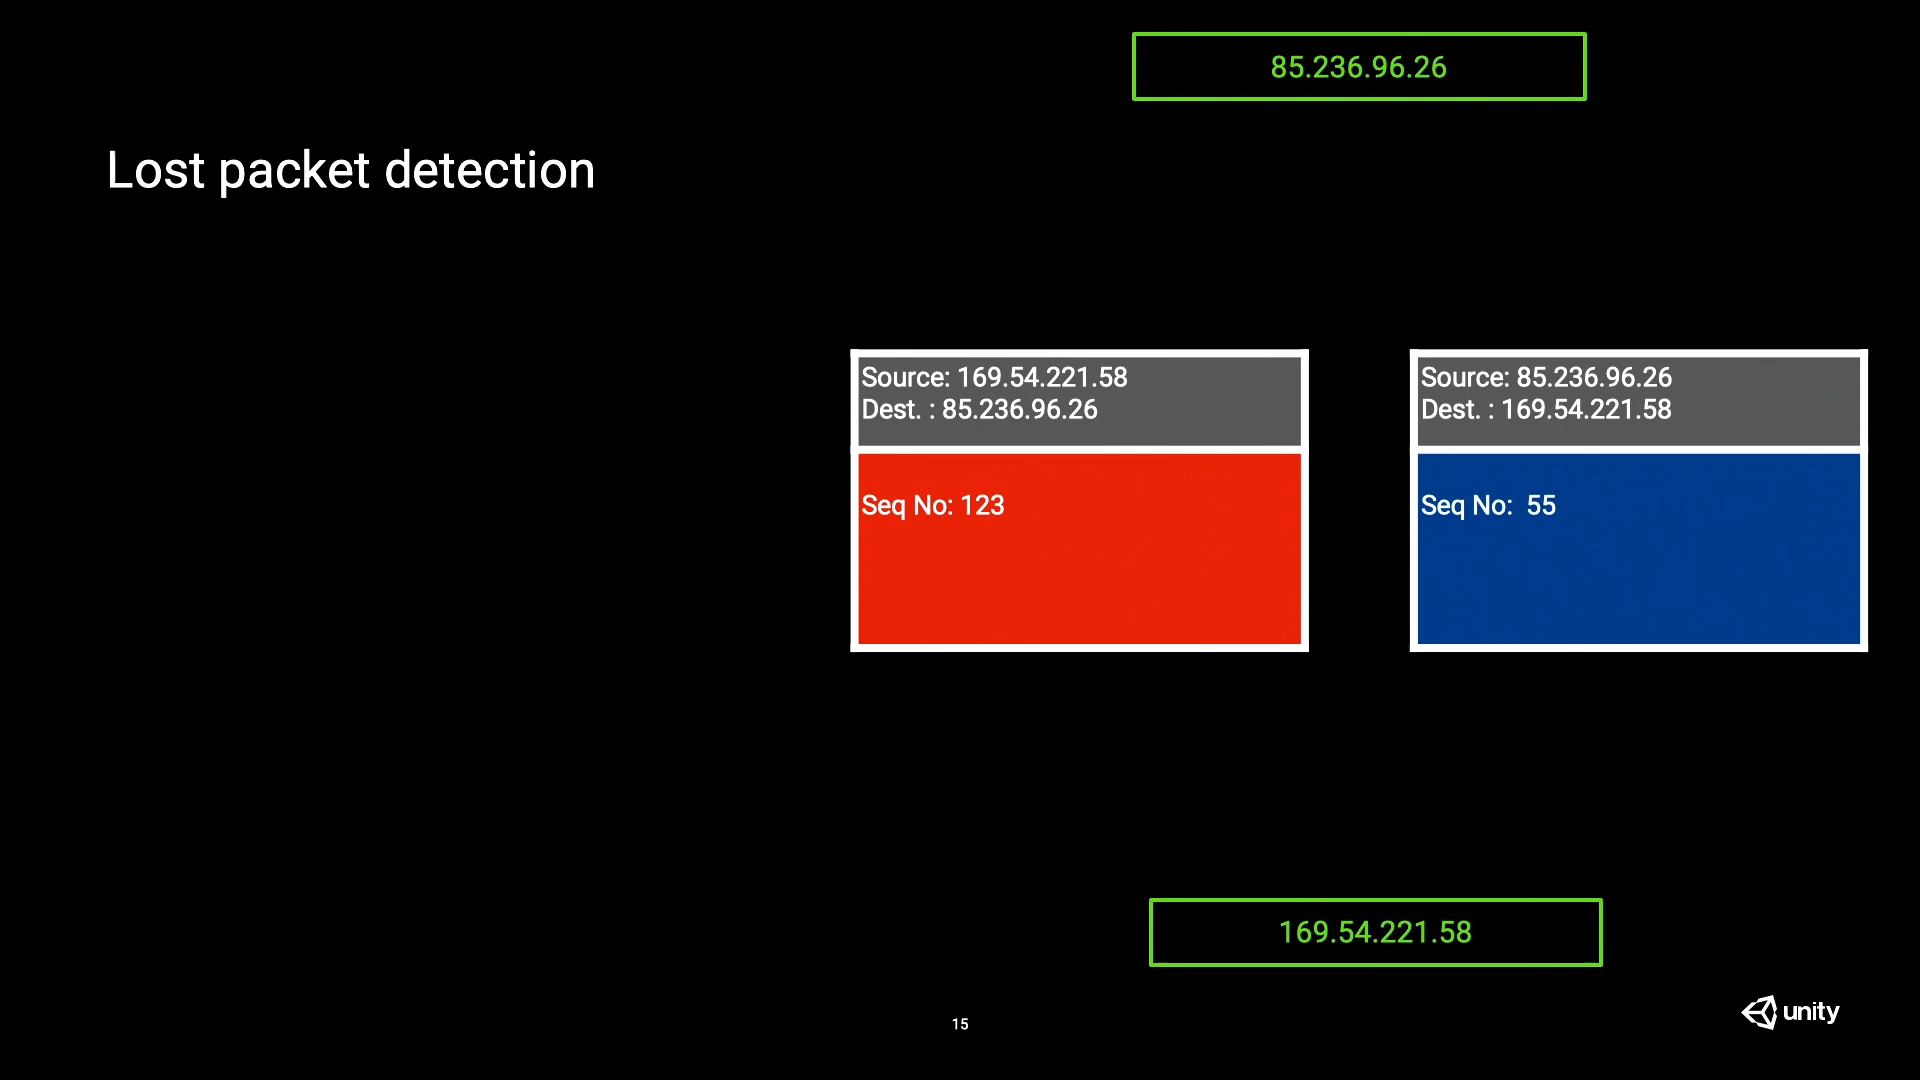 85.236.96.26
Lost packet detection
Source: 169.54.221.58
Dest. : 85.236.96.26
Seq No: 123
Source: 85.236.96.26
Dest. : 169.54.221.58
Seq No:  55
169.54.221.58
15
unity